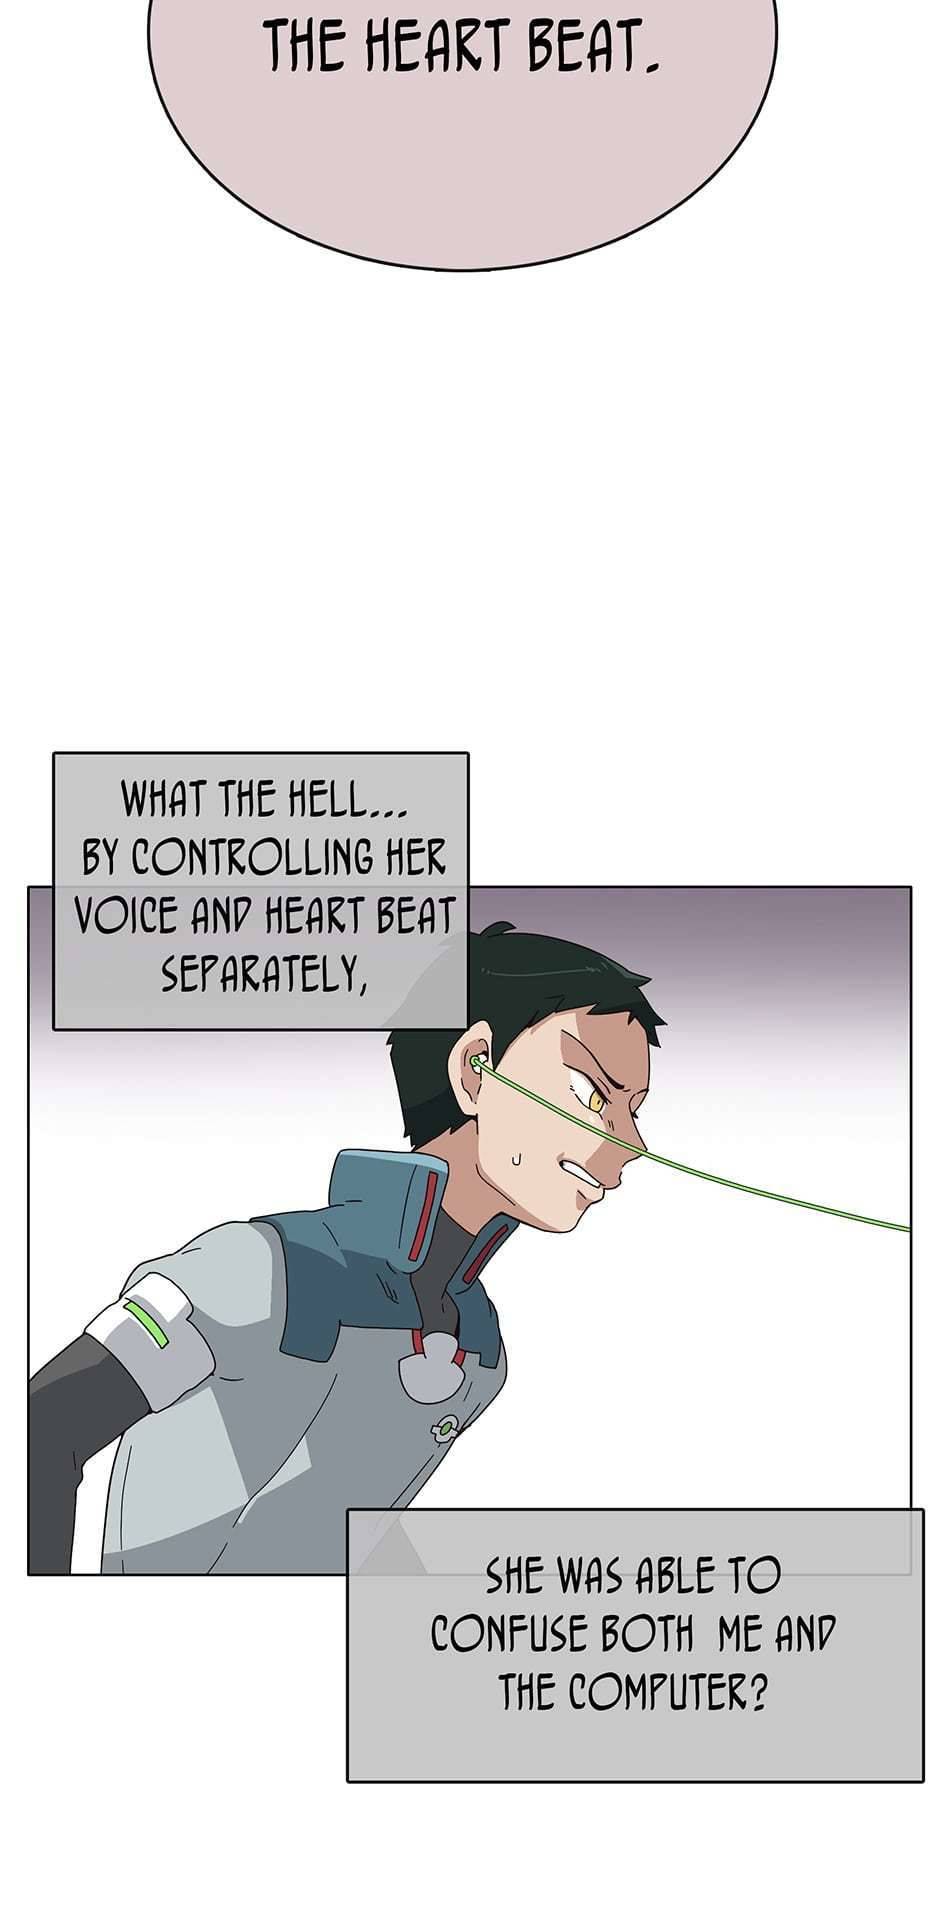 THE HEART BEAT.
WHAT THE HELL...
BY CONTROLLING HER
VOICE AND HEART BEAT
SEPARATELY,
SHE WAS ABLE TO
CONFUSE BOTH ME AND
THE COMPUTER?